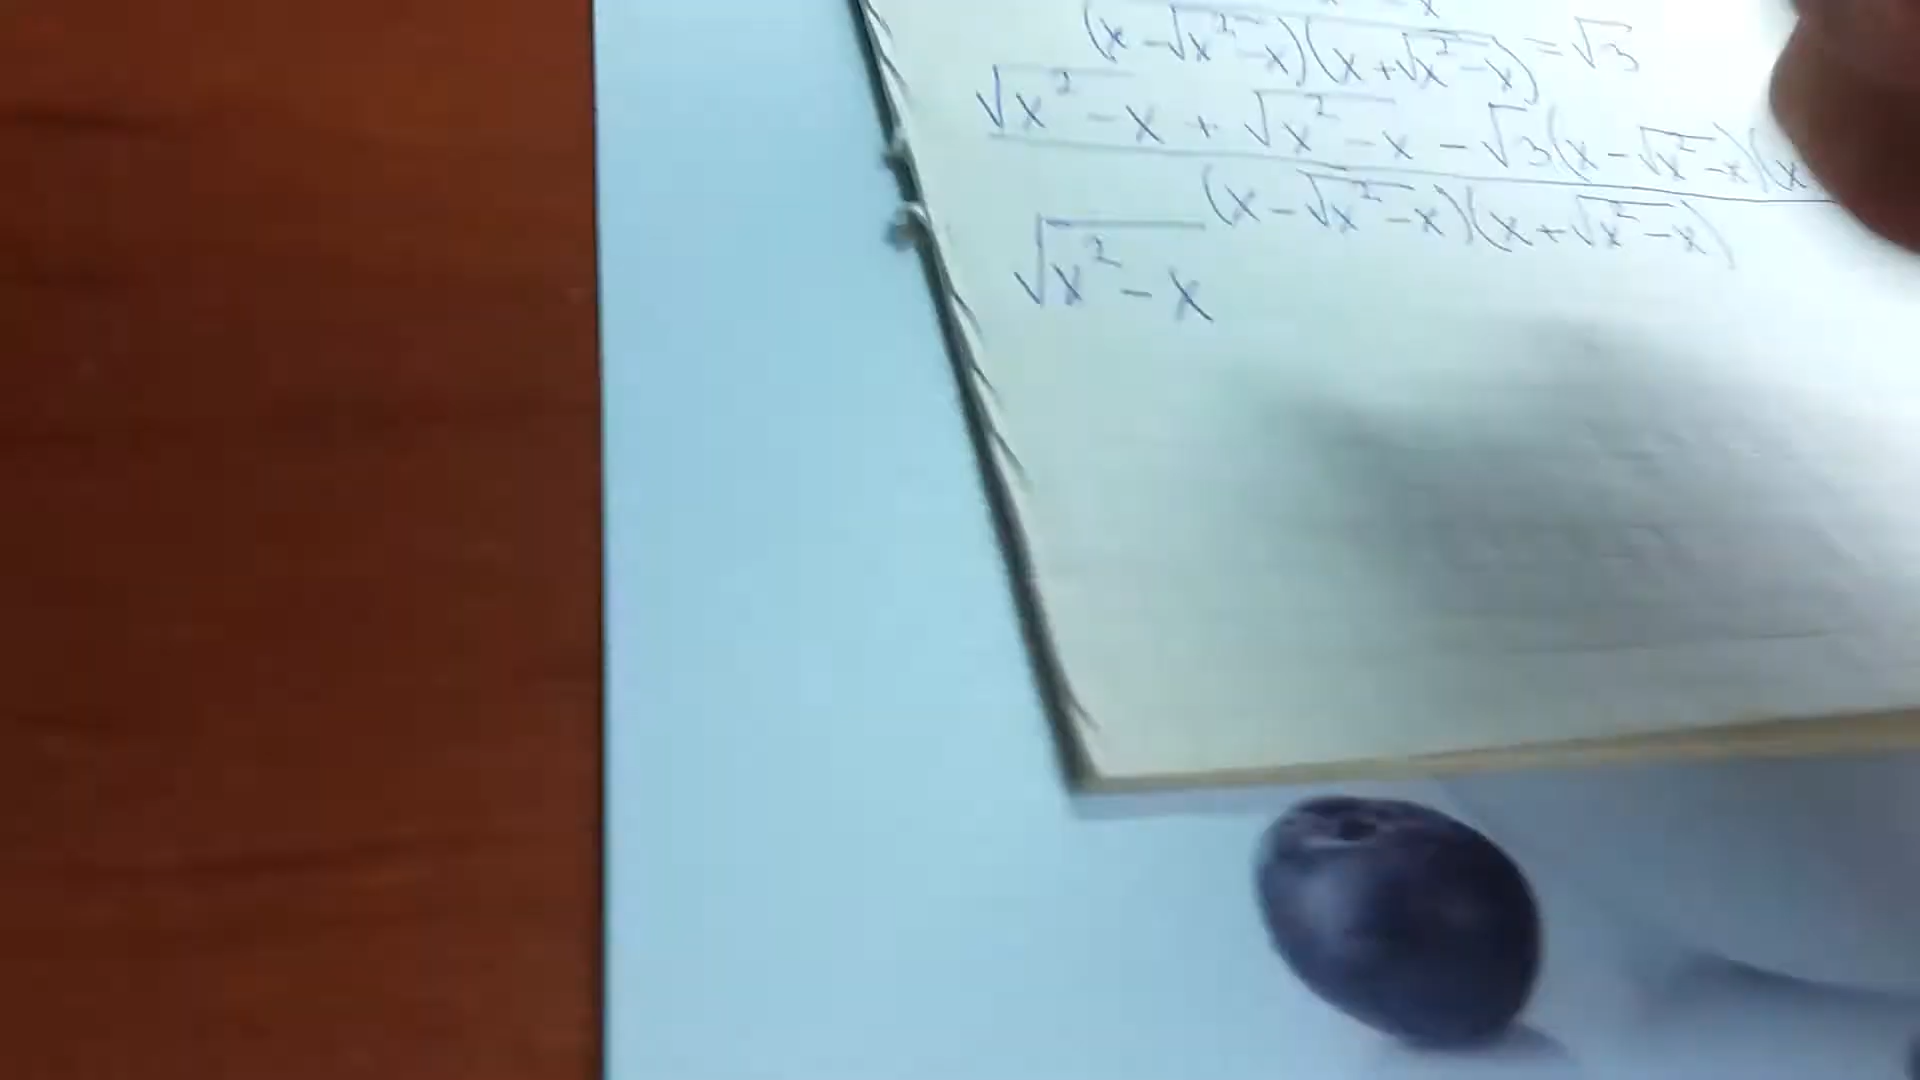 - x
(x-√x²-x)(x+√x²-x)=√3
√x²-x+√x²-x-√3(x-√x²-x)(x
(x-√x²-x)(x+√x²-x)
√x²-x